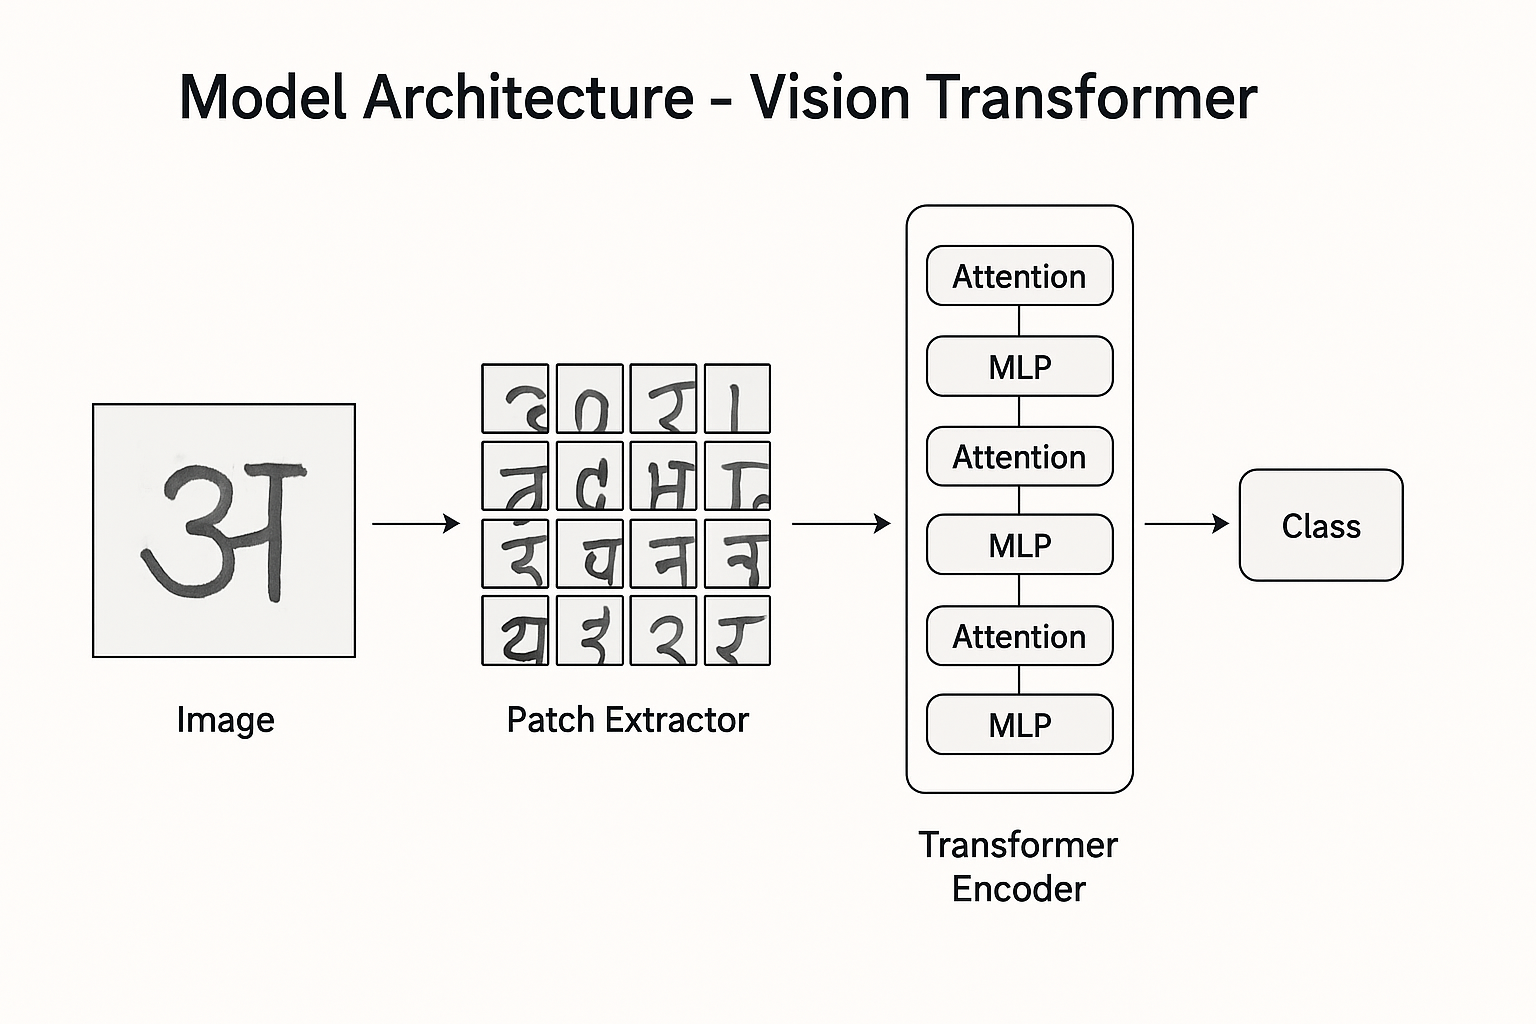 Model Architecture - Vision Transformer
अ
Image
Patch Extractor
Attention
MLP
Attention
MLP
Attention
MLP
Transformer
Encoder
Class